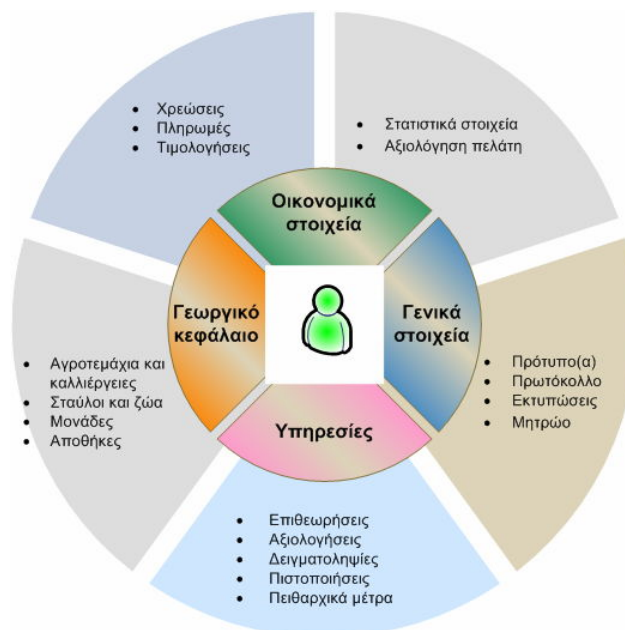 • Χρεώσεις
• Πληρωμές
• Τιμολογήσεις
• Στατιστικά στοιχεία
• Αξιολόγηση πελάτη
Οικονομικά
στοιχεία
Γεωργικό
κεφάλαιο
Γενικά
στοιχεία
Υπηρεσίες
• Αγροτεμάχια και
καλλιέργειες
• Σταύλοι και ζώα
• Μονάδες
• Αποθήκες
• Πρότυπο(α)
• Πρωτόκολλο
• Εκτυπώσεις
• Μητρώο
• Επιθεωρήσεις
• Αξιολογήσεις
• Δειγματοληψίες
• Πιστοποιήσεις
• Πειθαρχικά μέτρα